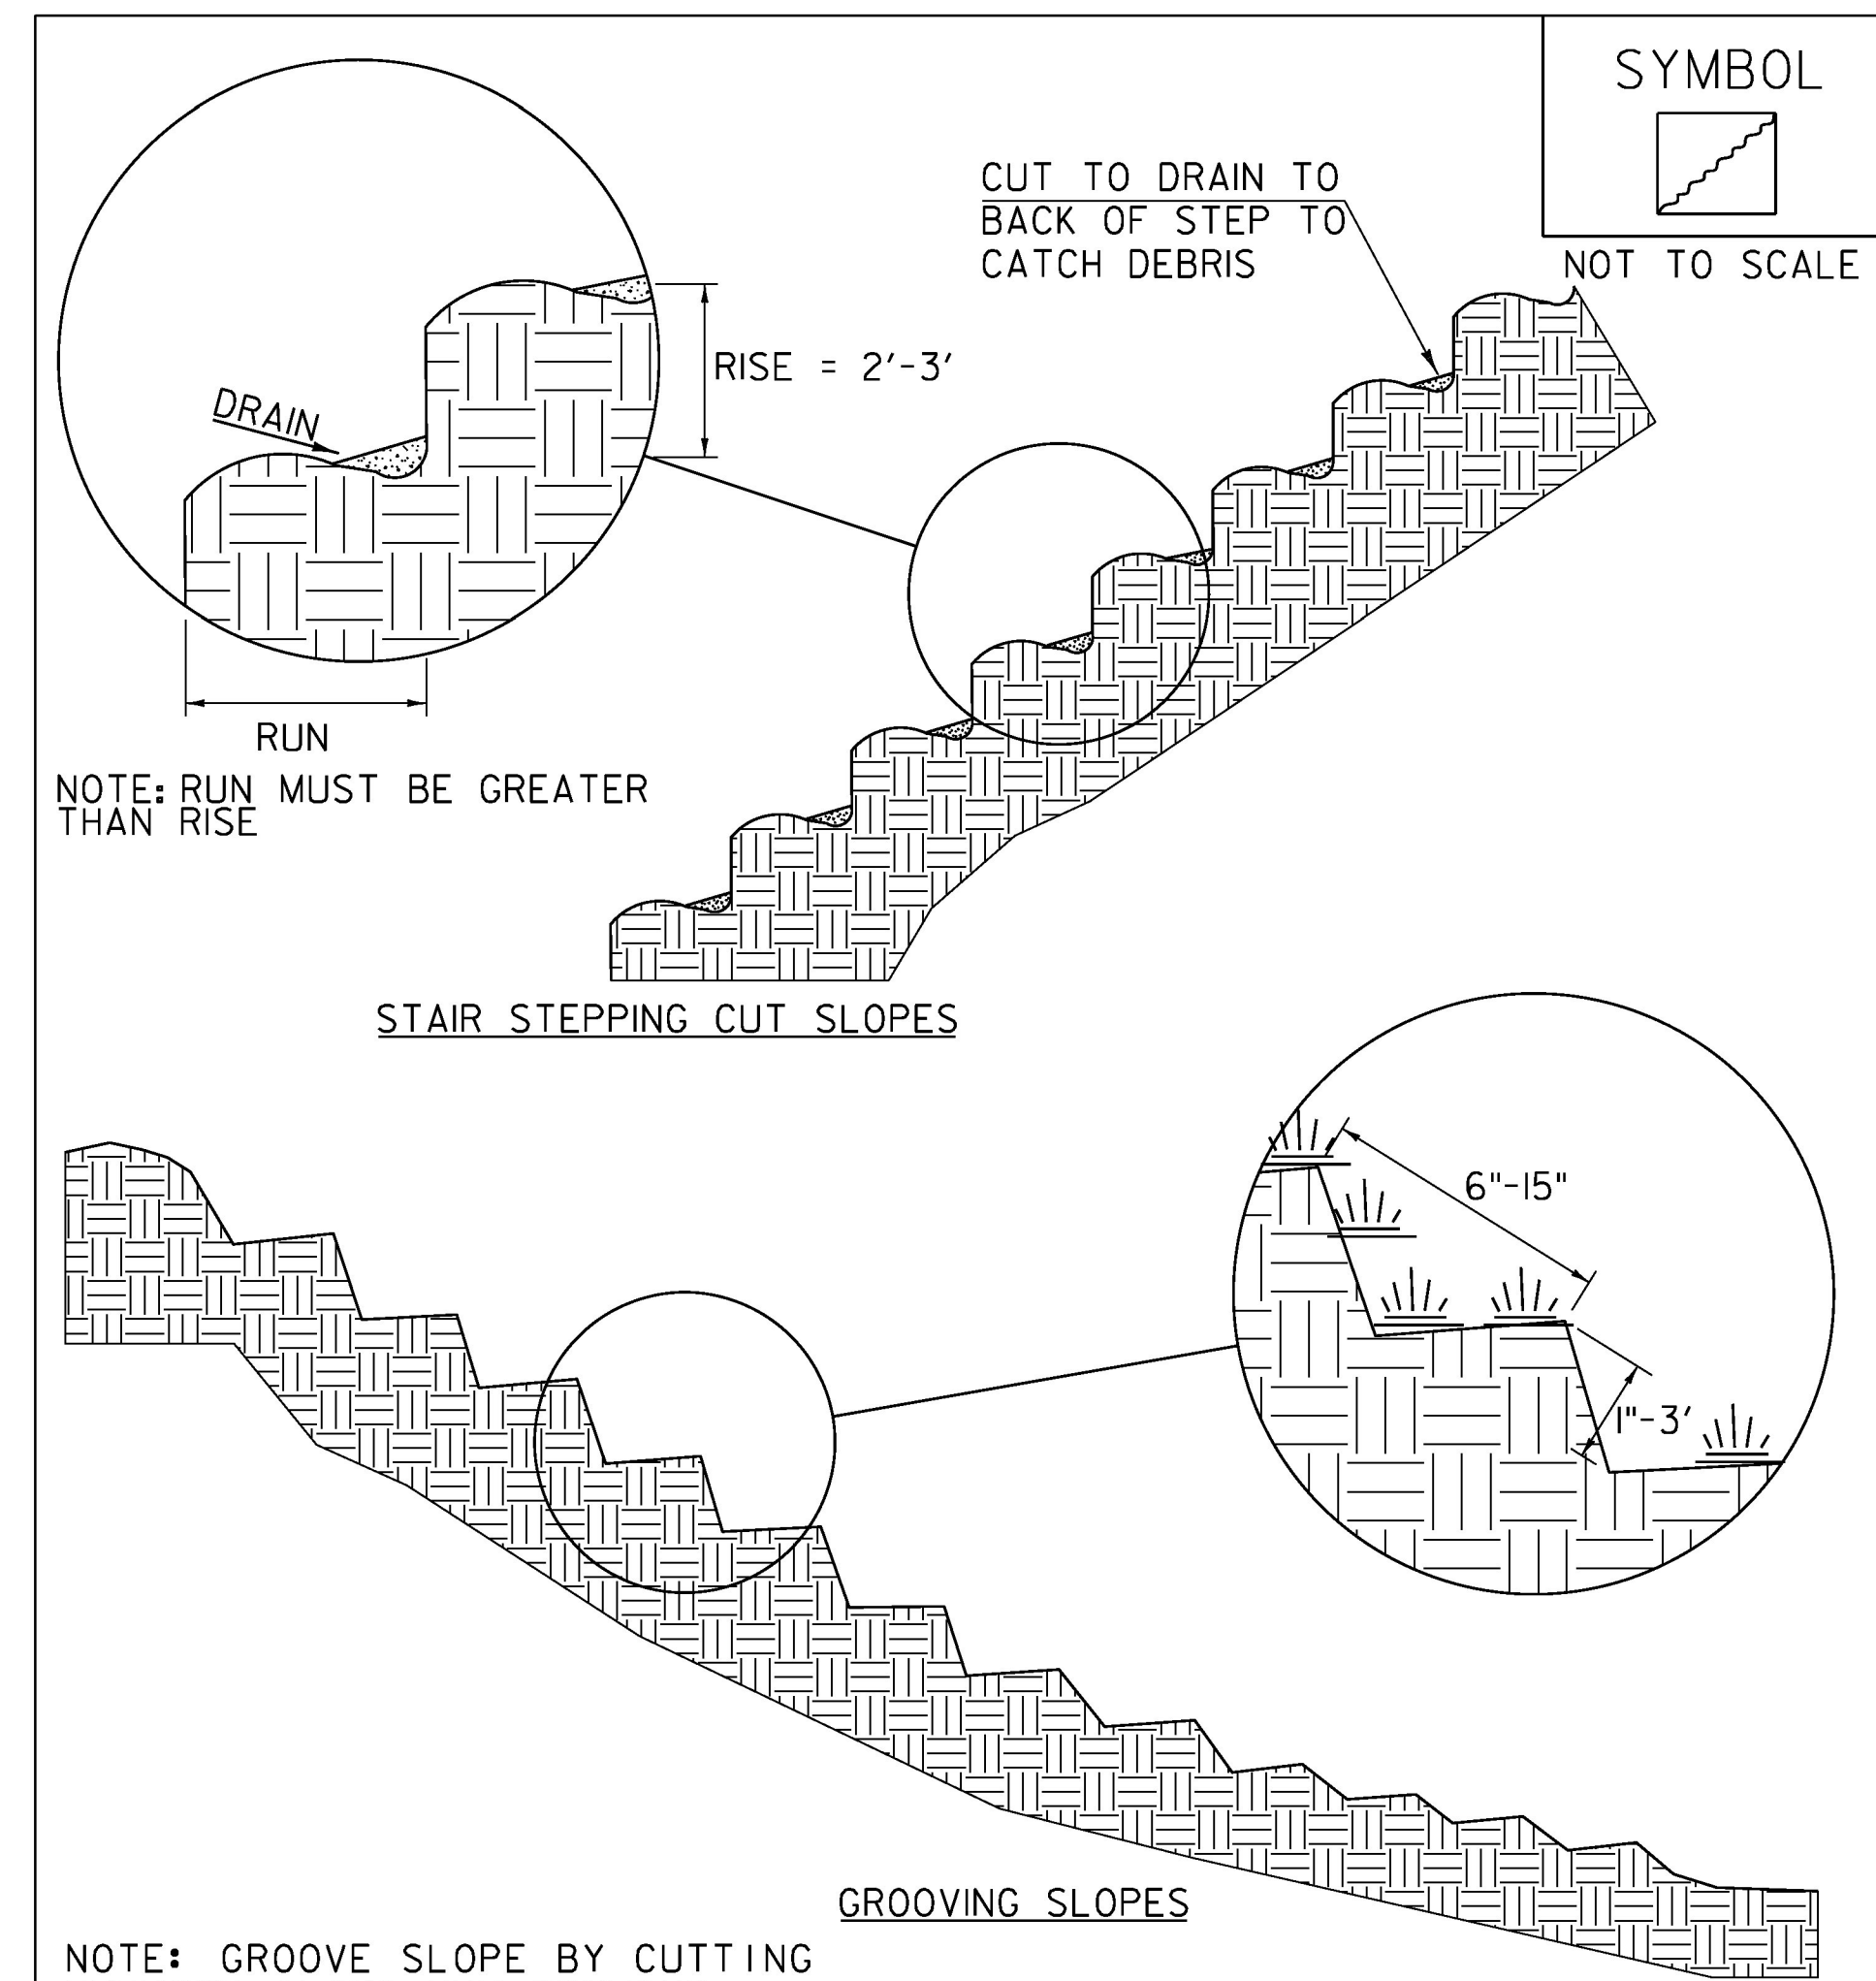 SYMBOL
NOT TO SCALE
CUT TO DRAIN TO
BACK OF STEP TO
CATCH DEBRIS
RISE = 2'-3'
DRAIN
RUN
NOTE: RUN MUST BE GREATER
THAN RISE
STAIR STEPPING CUT SLOPES
6"-15"
1"-3'
GROOVING SLOPES
NOTE: GROOVE SLOPE BY CUTTING